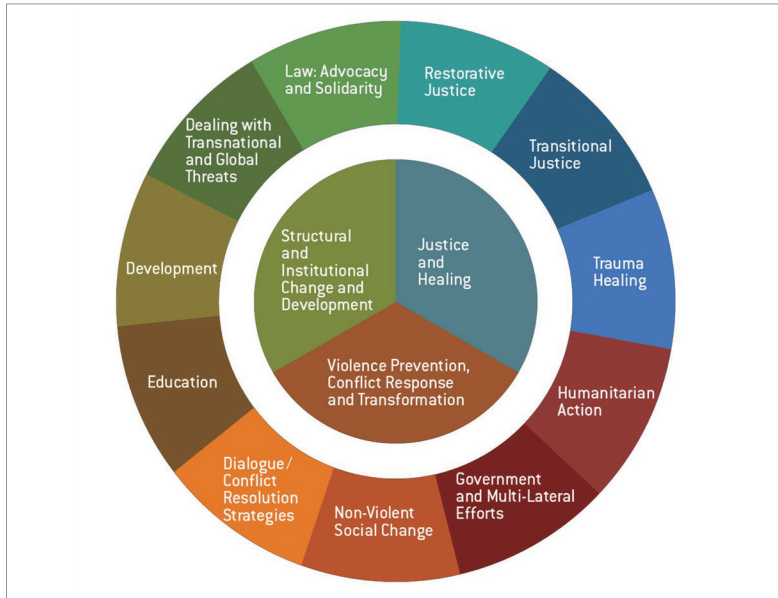 Law: Advocacy
and Solidarity
Restorative
Justice
Transitional
Justice
Trauma
Healing
Humanitarian
Action
Government
and Multi-Lateral
Efforts
Non-Violent
Social Change
Dialogue/
Conflict
Resolution
Strategies
Education
Development
Dealing with
Transnational
and Global
Threats
Structural
and
Institutional
Change and
Development
Justice
and
Healing
Violence Prevention,
Conflict Response
and Transformation